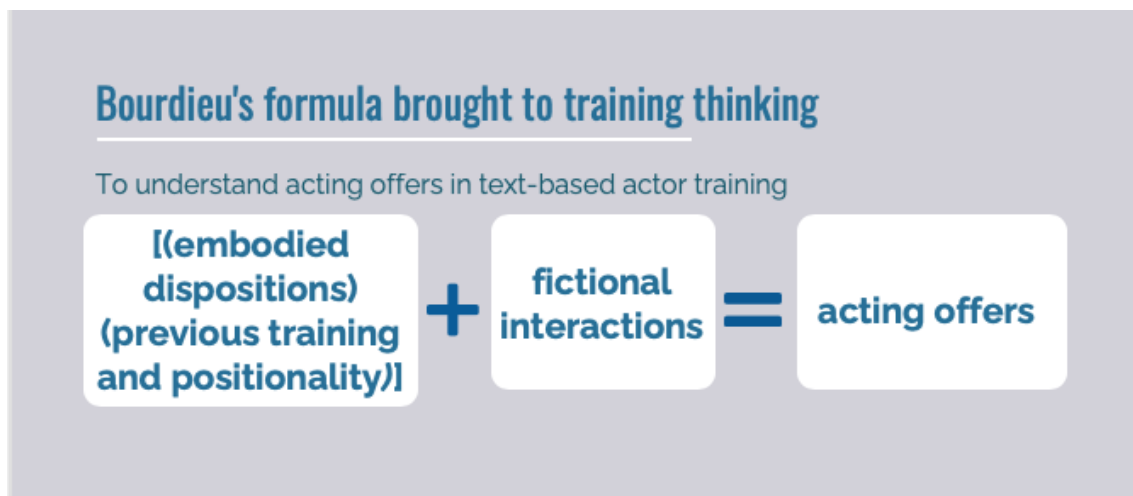 Bourdieu's formula brought to training thinking
To understand acting offers in text-based actor training
[(embodied
dispositions)
(previous training
and positionality)]
+
fictional
interactions
=
acting offers